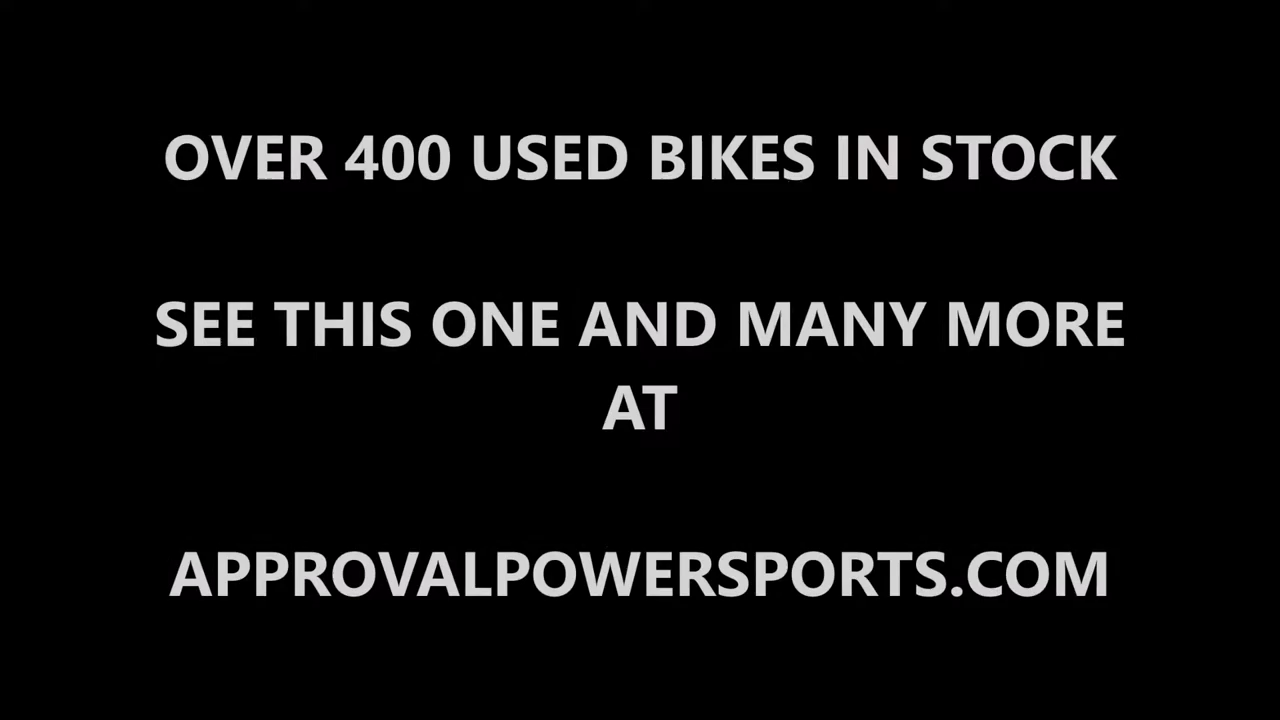 OVER 400 USED BIKES IN STOCK
SEE THIS ONE AND MANY MORE
AT
APPROVALPOWERSPORTS.COM